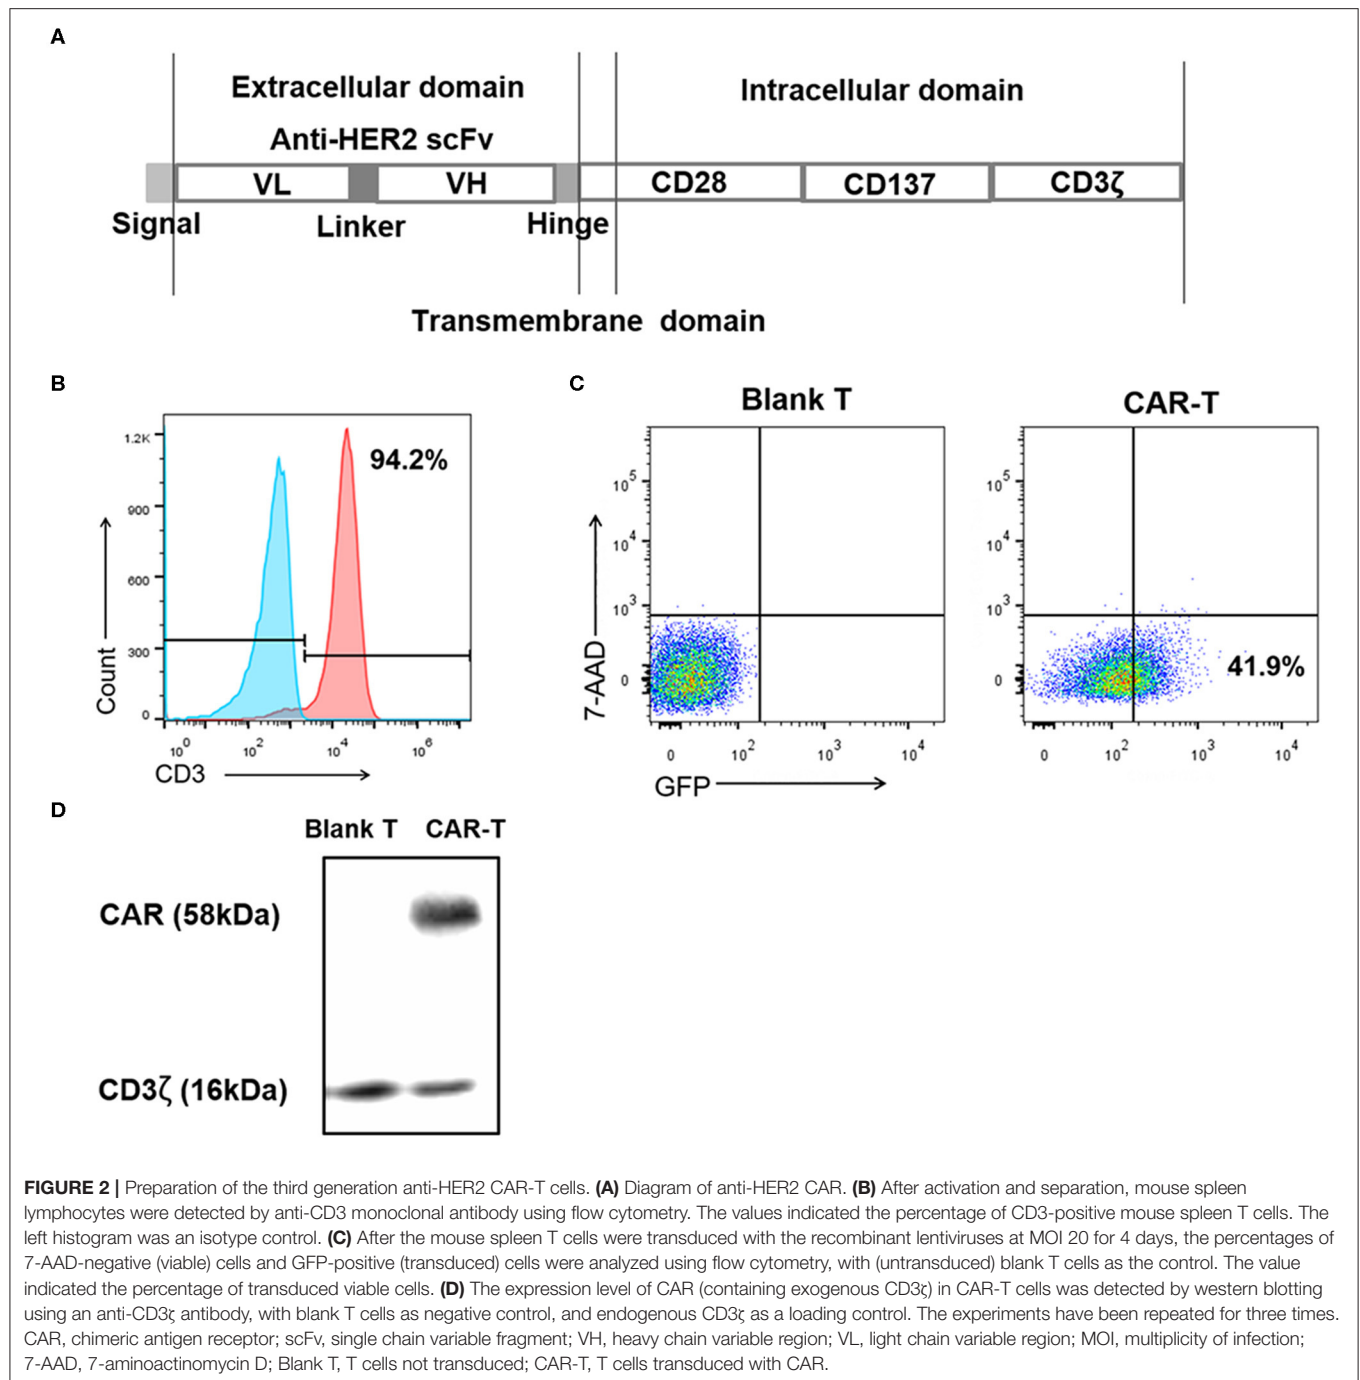 A
Extracellular domain
Intracellular domain
Anti-HER2 scFv
VL
VH
CD28
CD137
CD3ζ
Signal
Linker
Hinge
Transmembrane domain
B
94.2%
1.2K
900
600
300
0
Count
10^0
10^2
10^4
10^6
CD3
C
Blank T
CAR-T
10^5
10^4
10^3
0
7-AAD
0
10^2
10^3
10^4
GFP
10^5
10^4
10^3
0
41.9%
0
10^2
10^3
10^4
D
Blank T CAR-T
CAR (58kDa)
CD3ζ (16kDa)
FIGURE 2 | Preparation of the third generation anti-HER2 CAR-T cells. (A) Diagram of anti-HER2 CAR. (B) After activation and separation, mouse spleen
lymphocytes were detected by anti-CD3 monoclonal antibody using flow cytometry. The values indicated the percentage of CD3-positive mouse spleen T cells. The
left histogram was an isotype control. (C) After the mouse spleen T cells were transduced with the recombinant lentiviruses at MOI 20 for 4 days, the percentages of
7-AAD-negative (viable) cells and GFP-positive (transduced) cells were analyzed using flow cytometry, with (untransduced) blank T cells as the control. The value
indicated the percentage of transduced viable cells. (D) The expression level of CAR (containing exogenous CD3ζ) in CAR-T cells was detected by western blotting
using an anti-CD3ζ antibody, with blank T cells as negative control, and endogenous CD3ζ as a loading control. The experiments have been repeated for three times.
CAR, chimeric antigen receptor; scFv, single chain variable fragment; VH, heavy chain variable region; VL, light chain variable region; MOI, multiplicity of infection;
7-AAD, 7-aminoactinomycin D; Blank T, T cells not transduced; CAR-T, T cells transduced with CAR.